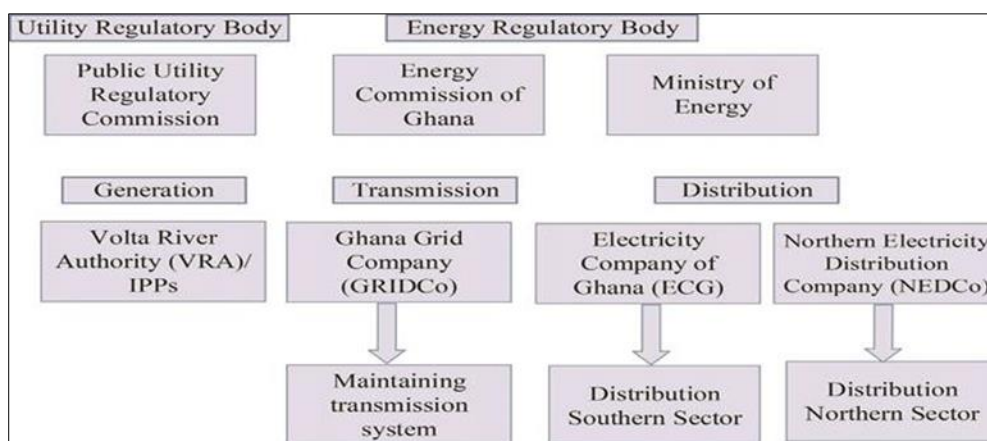 Utility Regulatory Body
Energy Regulatory Body
Public Utility
Regulatory
Commission
Energy
Commission of
Ghana
Ministry of
Energy
Generation
Transmission
Distribution
Volta River
Authority (VRA)/
IPPs
Ghana Grid
Company
(GRIDCo)
Electricity
Company of
Ghana (ECG)
Northern Electricity
Distribution
Company (NEDCo)
Maintaining
transmission
system
Distribution
Southern Sector
Distribution
Northern Sector